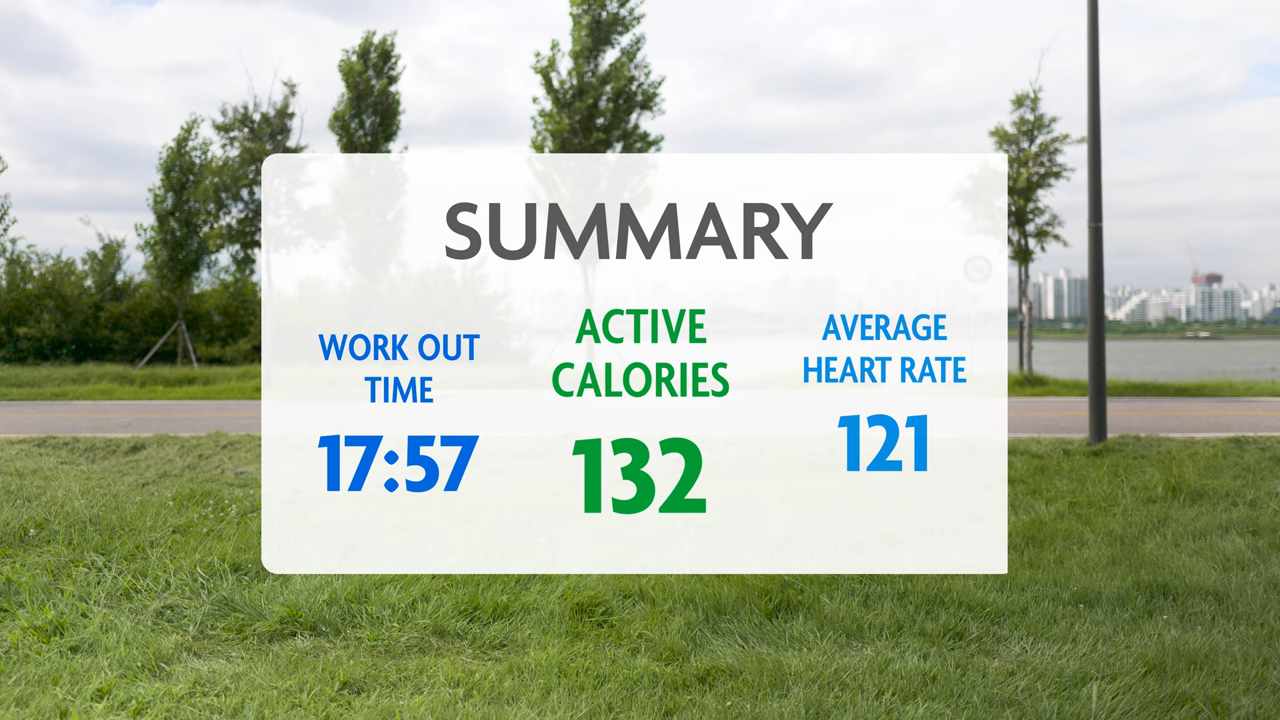 SUMMARY
WORK OUT
TIME
17:57
ACTIVE
CALORIES
132
AVERAGE
HEART RATE
121